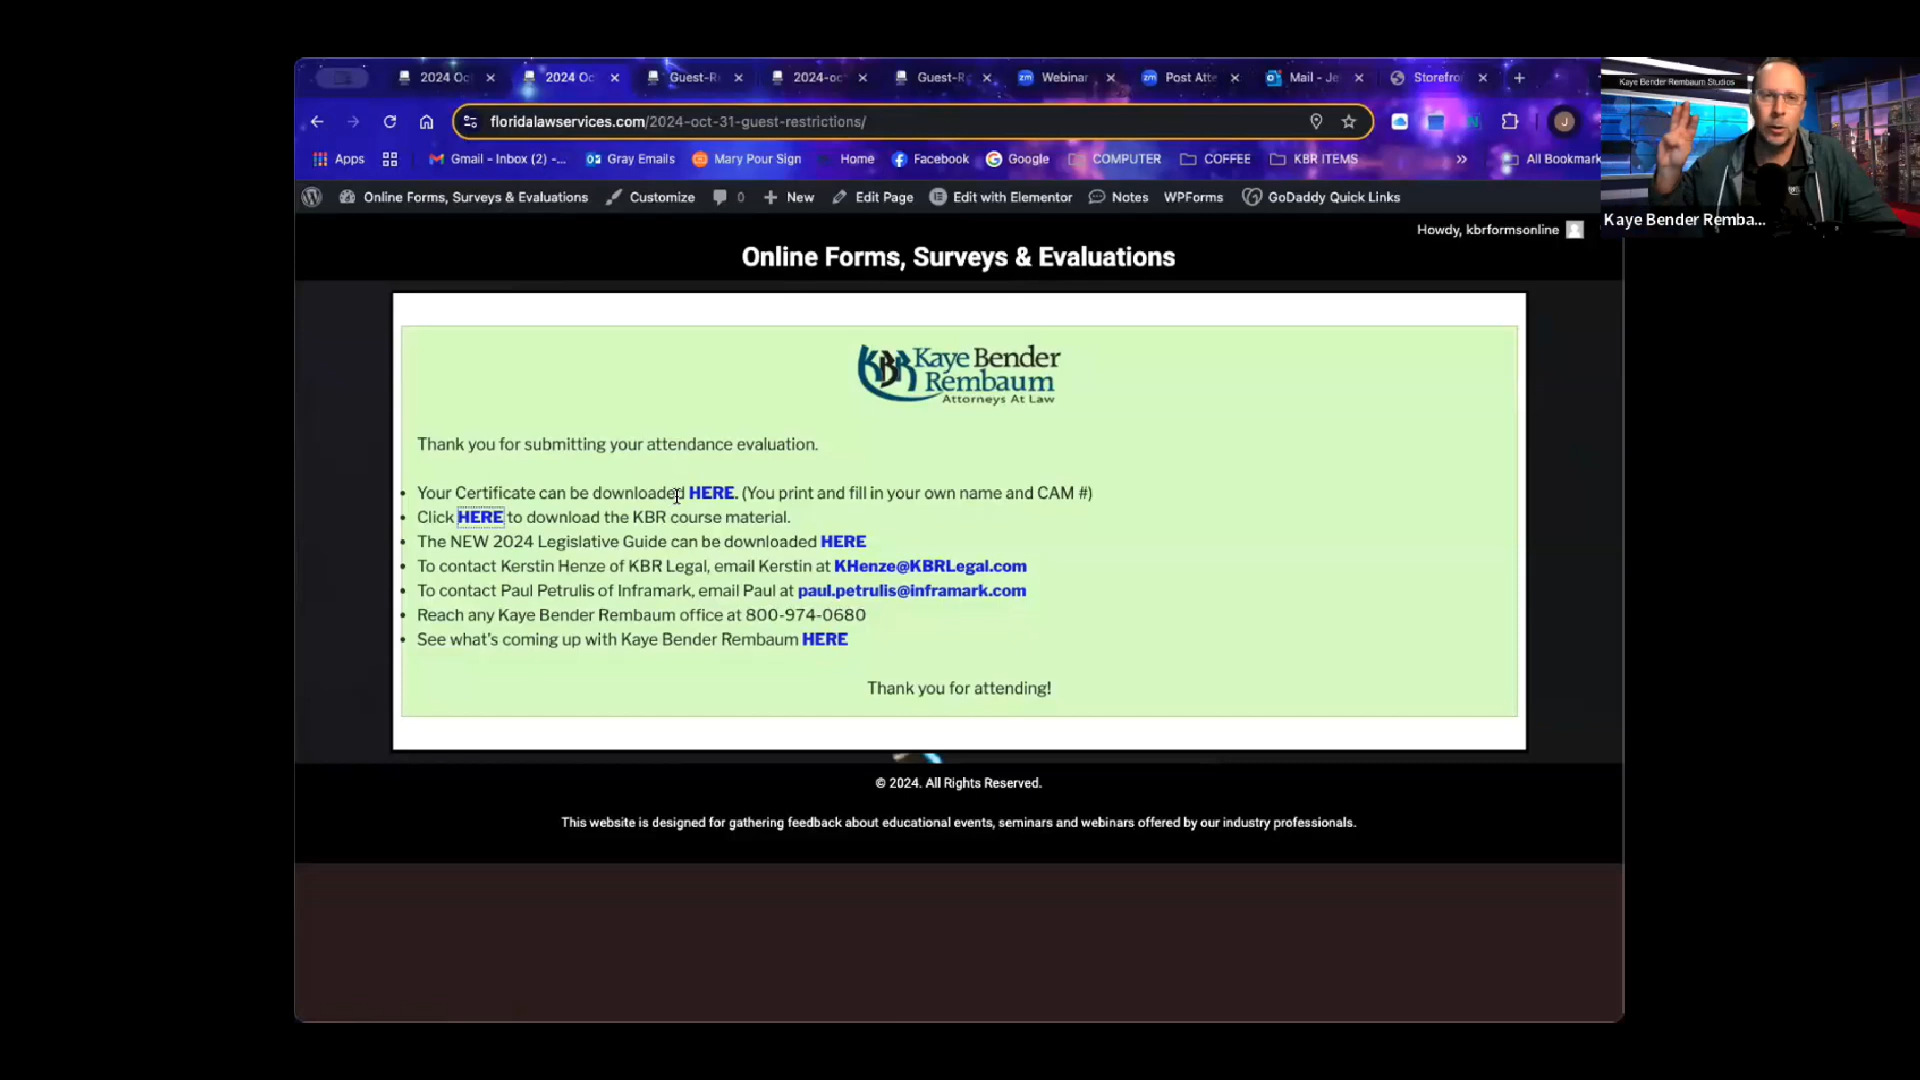 2024 Oc
2024 Oc
Guest-R
2024-oc
Guest-R
Webinar
Post Atte
Mail - Je
Storefro
floridalawservices.com/2024-oct-31-guest-restrictions/
Apps
Gmail - Inbox (2) -...
Gray Emails
Mary Pour Sign
Home
Facebook
Google
COMPUTER
COFFEE
KBR ITEMS
»
All Bookmark
Online Forms, Surveys & Evaluations
Customize
0
New
Edit Page
Edit with Elementor
Notes
WPForms
GoDaddy Quick Links
Howdy, kbrformsonline
Kaye Bender Rembaum Studios
Kaye Bender Remba...
Online Forms, Surveys & Evaluations
KBR Kaye Bender
Rembaum
Attorneys At Law
Thank you for submitting your attendance evaluation.
• Your Certificate can be downloaded HERE. (You print and fill in your own name and CAM #)
• Click HERE to download the KBR course material.
• The NEW 2024 Legislative Guide can be downloaded HERE
• To contact Kerstin Henze of KBR Legal, email Kerstin at KHenze@KBRLegal.com
• To contact Paul Petrulis of Inframark, email Paul at paul.petrulis@inframark.com
• Reach any Kaye Bender Rembaum office at 800-974-0680
• See what's coming up with Kaye Bender Rembaum HERE
Thank you for attending!
© 2024. All Rights Reserved.
This website is designed for gathering feedback about educational events, seminars and webinars offered by our industry professionals.